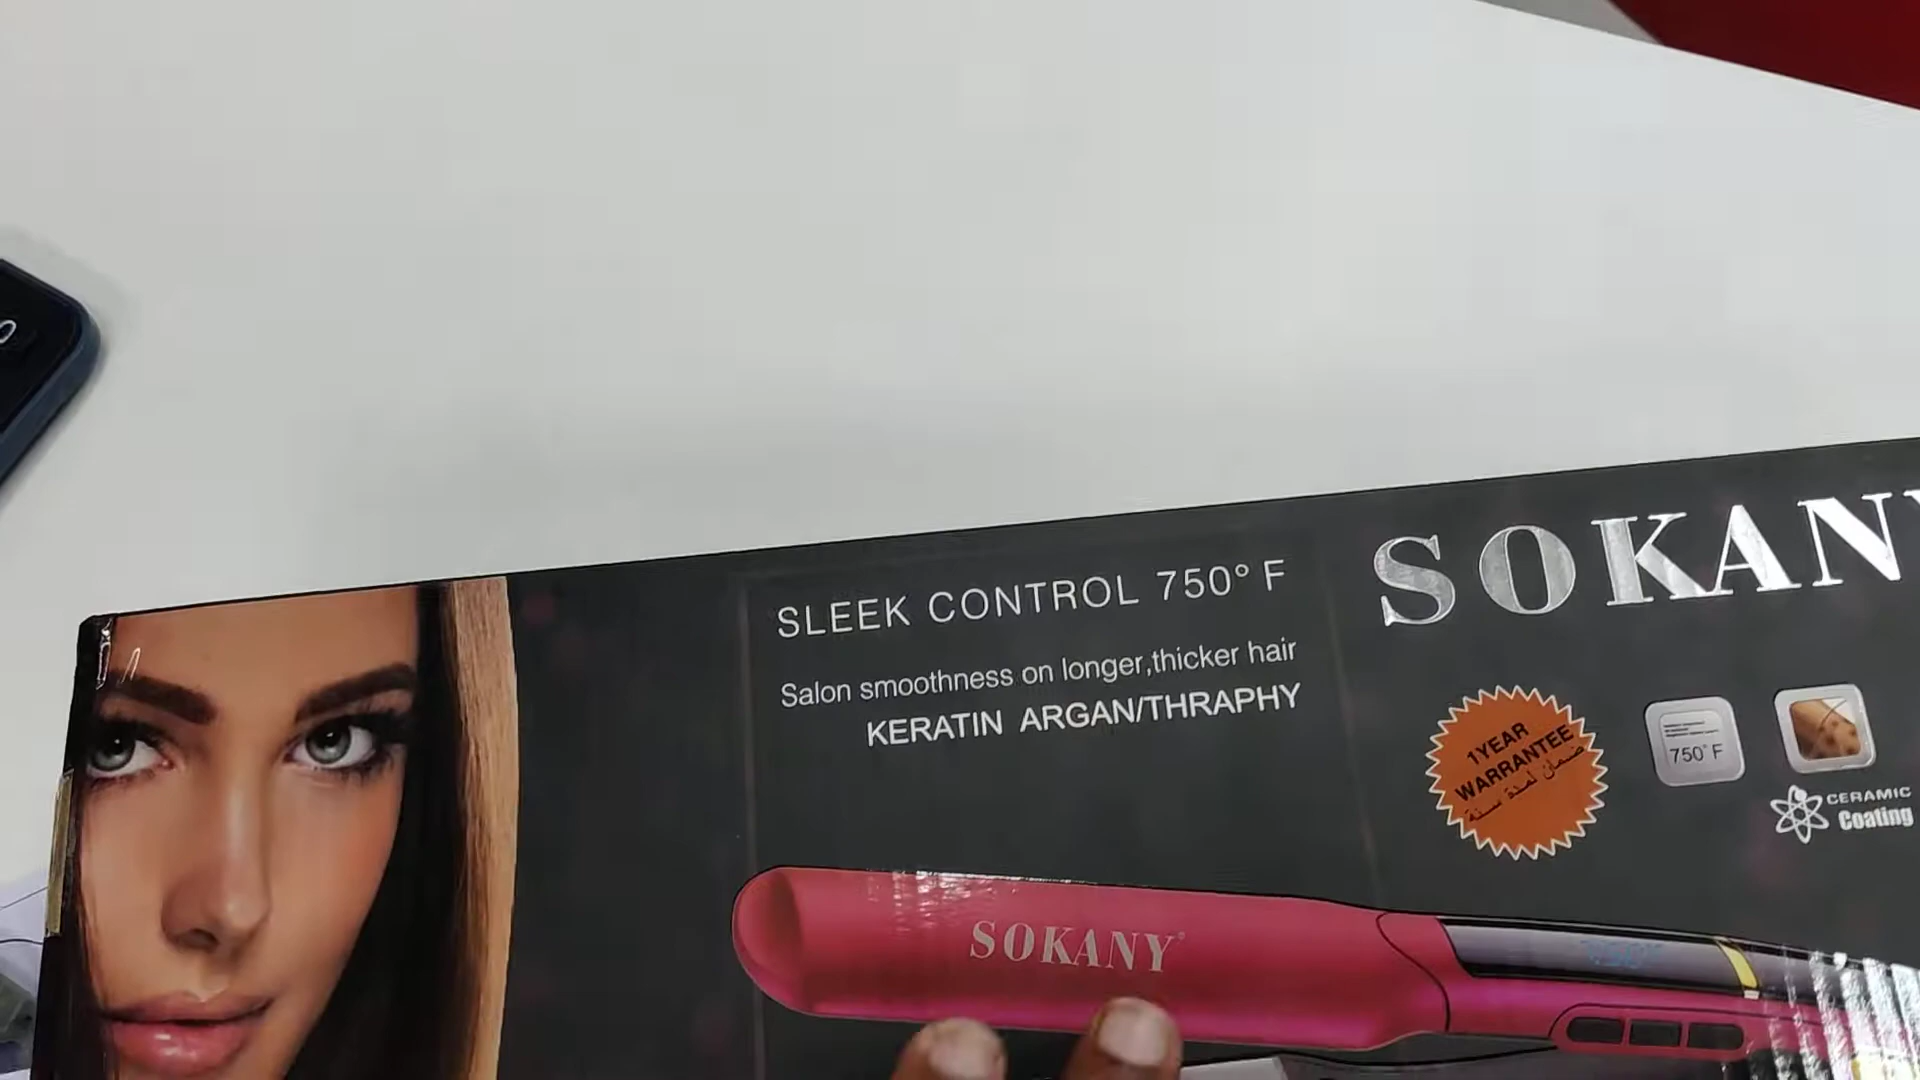 SLEEK CONTROL 750° F
Salon smoothness on longer,thicker hair
KERATIN ARGAN/THRAPHY
SOKANY
1YEAR
WARRANTEE
ضمان لمدة سنة
750° F
CERAMIC
Coating
SOKANY